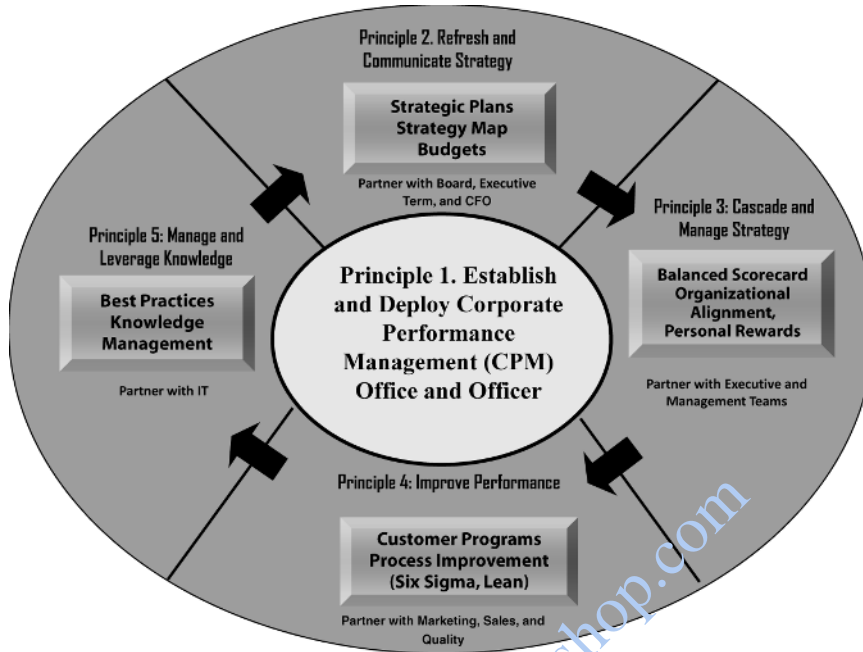 Principle 2. Refresh and
Communicate Strategy
Strategic Plans
Strategy Map
Budgets
Partner with Board, Executive
Term, and CFO
Principle 3: Cascade and
Manage Strategy
Balanced Scorecard
Organizational
Alignment,
Personal Rewards
Partner with Executive and
Management Teams
Principle 5: Manage and
Leverage Knowledge
Best Practices
Knowledge
Management
Partner with IT
Principle 1. Establish
and Deploy Corporate
Performance
Management (CPM)
Office and Officer
Principle 4: Improve Performance
Customer Programs
Process Improvement
(Six Sigma, Lean)
Partner with Marketing, Sales, and
Quality
shop.com